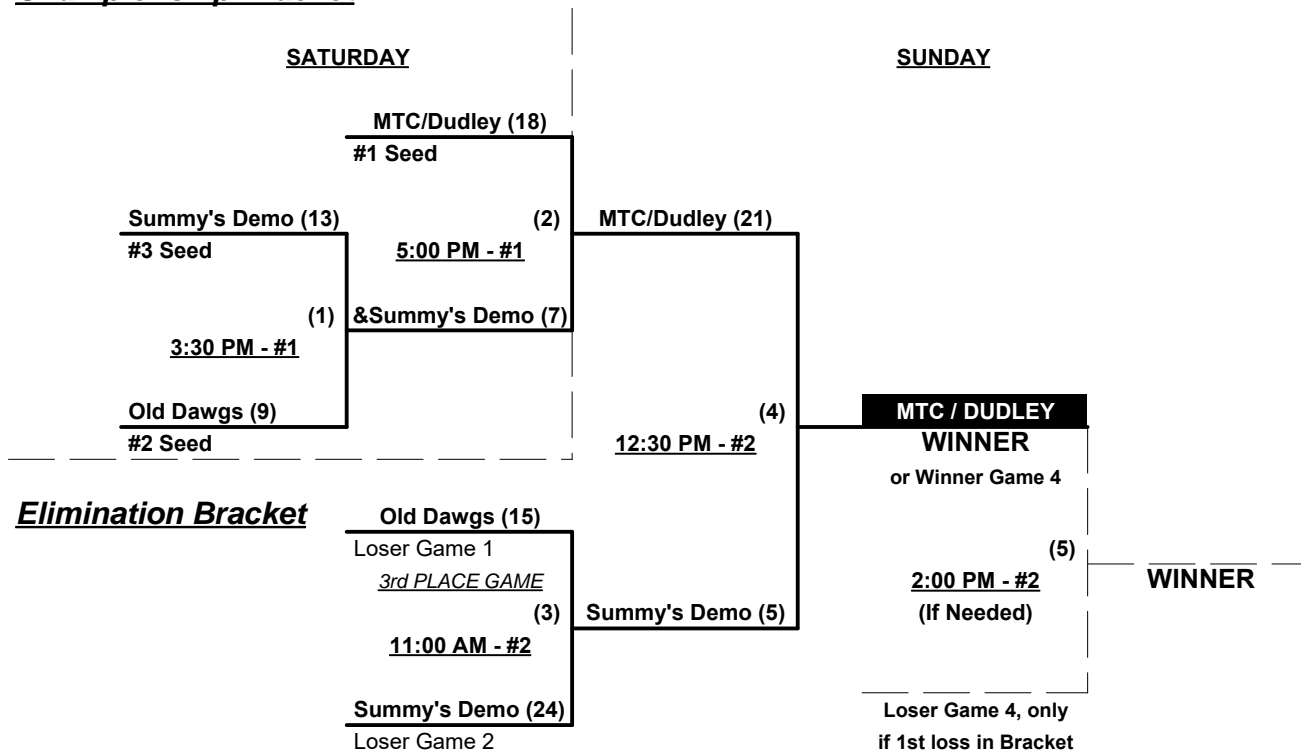 SATURDAY
SUNDAY
MTC/Dudley (18)
#1 Seed
Summy's Demo (13)
(2)
MTC/Dudley (21)
#3 Seed
5:00 PM - #1
(1)
&Summy's Demo (7)
3:30 PM - #1
Old Dawgs (9)
#2 Seed
(4)
12:30 PM - #2
MTC / DUDLEY
WINNER
or Winner Game 4
Elimination Bracket
Old Dawgs (15)
Loser Game 1
3rd PLACE GAME
(3)
11:00 AM - #2
Summy's Demo (5)
(5)
2:00 PM - #2
(If Needed)
WINNER
Summy's Demo (24)
Loser Game 2
Loser Game 4, only
if 1st loss in Bracket